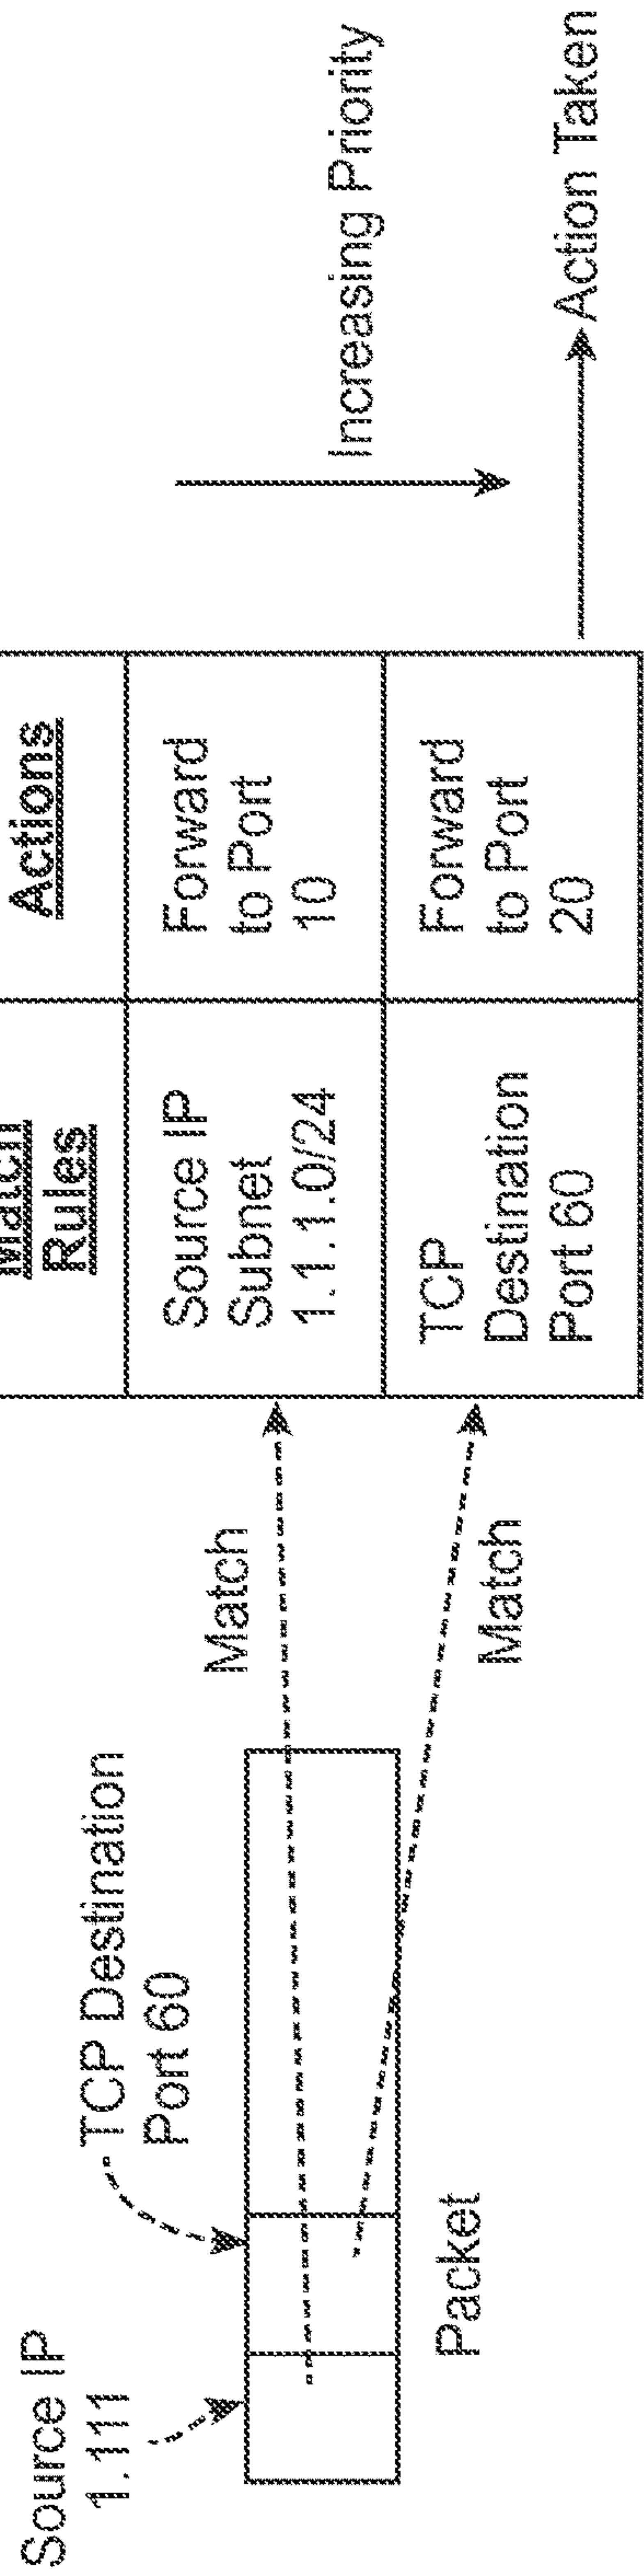 Source IP
1.111
TCP Destination
Port 60
Packet
Match
Match
Match
Rules
Actions
Source IP
Subnet
1.1.1.0/24
Forward
to Port
10
TCP
Destination
Port 60
Forward
to Port
20
Increasing Priority
Action Taken